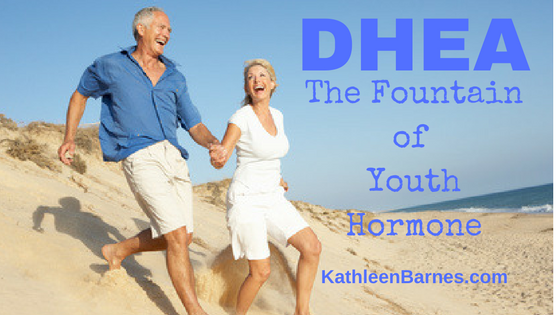 DHEA
The Fountain
of
Youth
Hormone
KathleenBarnes.com